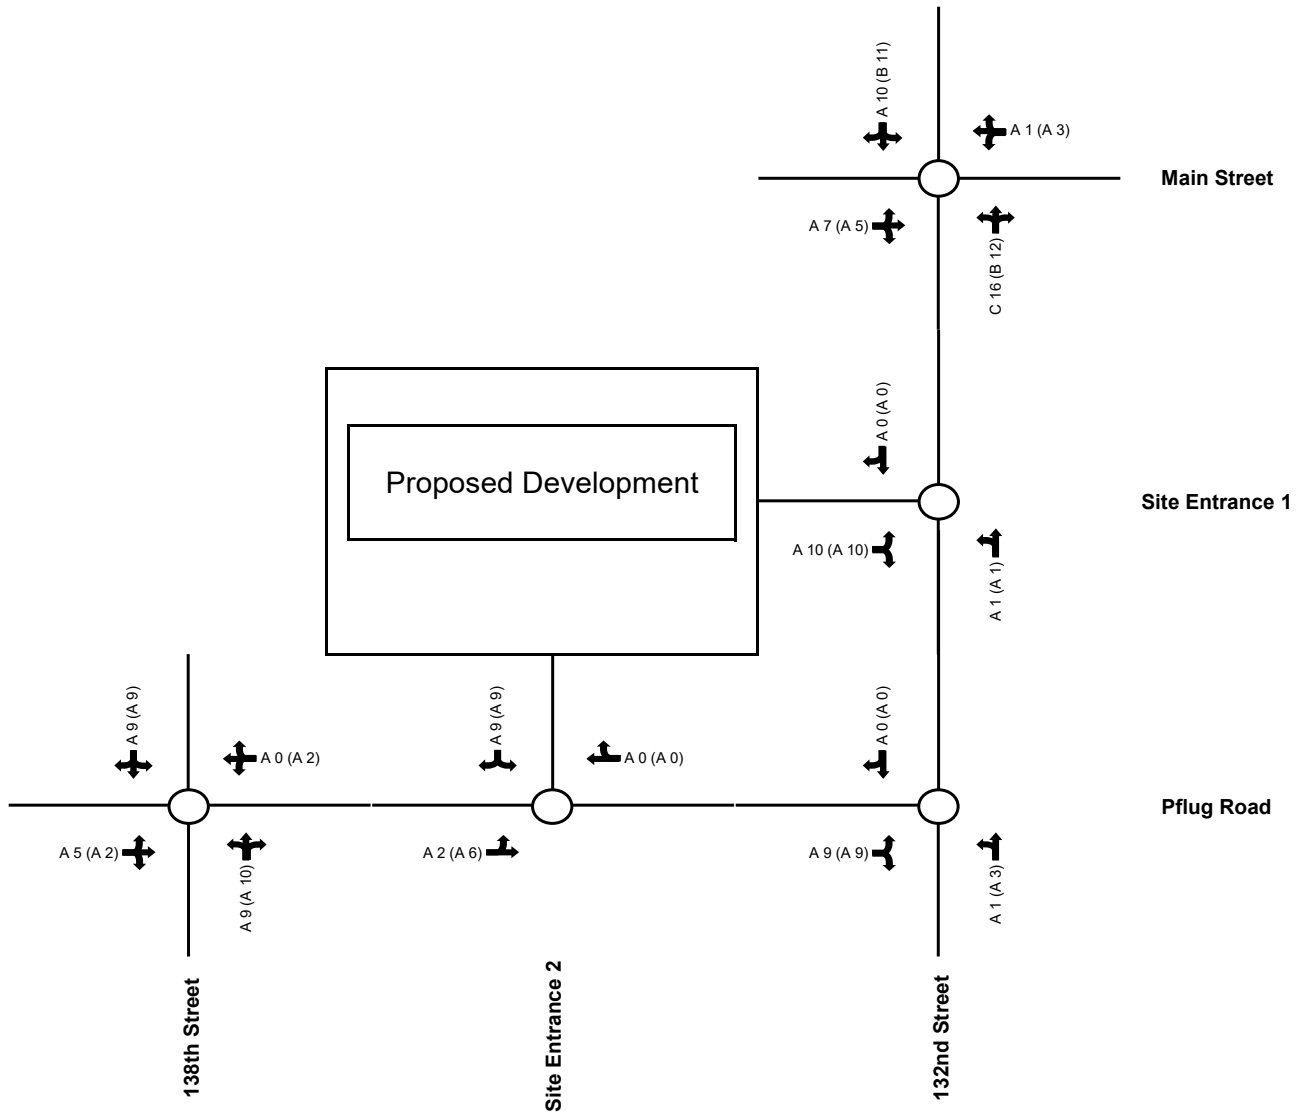 A 10 (B 11)
A 1 (A 3)
Main Street
A 7 (A 5)
C 16 (B 12)
A 0 (A 0)
Proposed Development
Site Entrance 1
A 10 (A 10)
A 1 (A 1)
A 9 (A 9)
A 0 (A 2)
A 9 (A 9)
A 0 (A 0)
A 0 (A 0)
Pflug Road
A 5 (A 2)
A 9 (A 10)
A 2 (A 6)
A 9 (A 9)
A 1 (A 3)
138th Street
Site Entrance 2
132nd Street